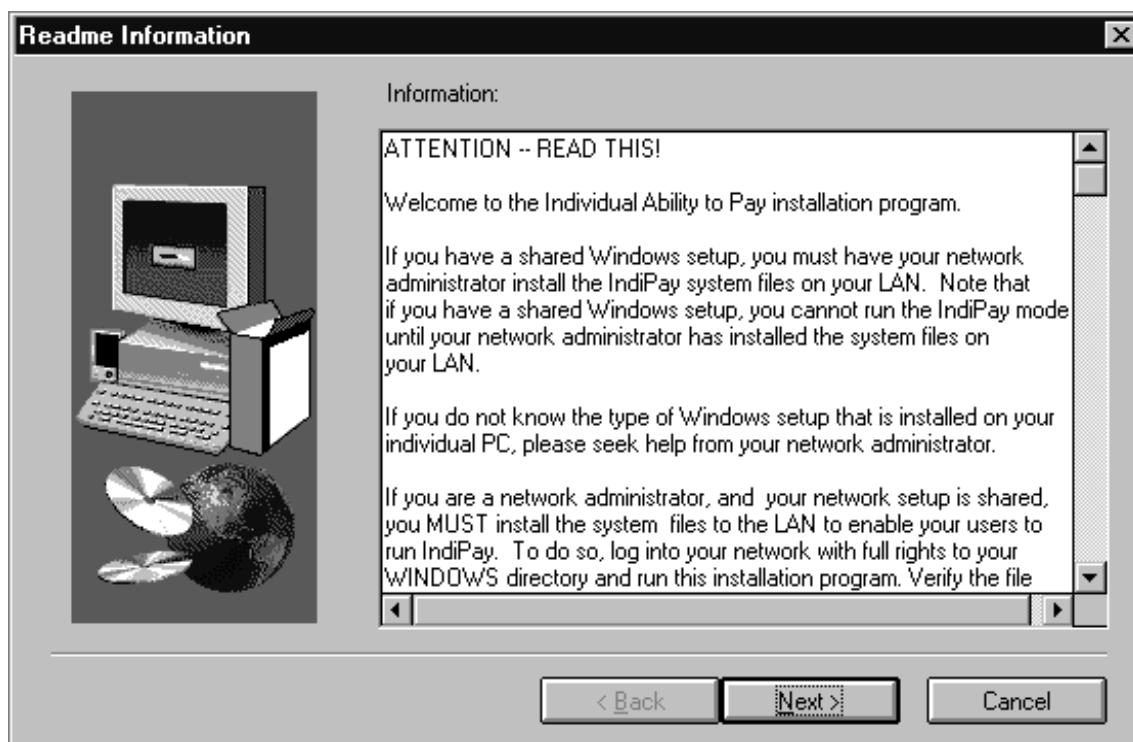 Readme Information
Information:
ATTENTION -- READ THIS!
Welcome to the Individual Ability to Pay installation program.
If you have a shared Windows setup, you must have your network
administrator install the IndiPay system files on your LAN.  Note that
if you have a shared Windows setup, you cannot run the IndiPay mode
until your network administrator has installed the system files on
your LAN.
If you do not know the type of Windows setup that is installed on your
individual PC, please seek help from your network administrator.
If you are a network administrator, and  your network setup is shared,
you MUST install the system  files to the LAN to enable your users to
run IndiPay.  To do so, log into your network with full rights to your
WINDOWS directory and run this installation program. Verify the file
< Back
Next >
Cancel